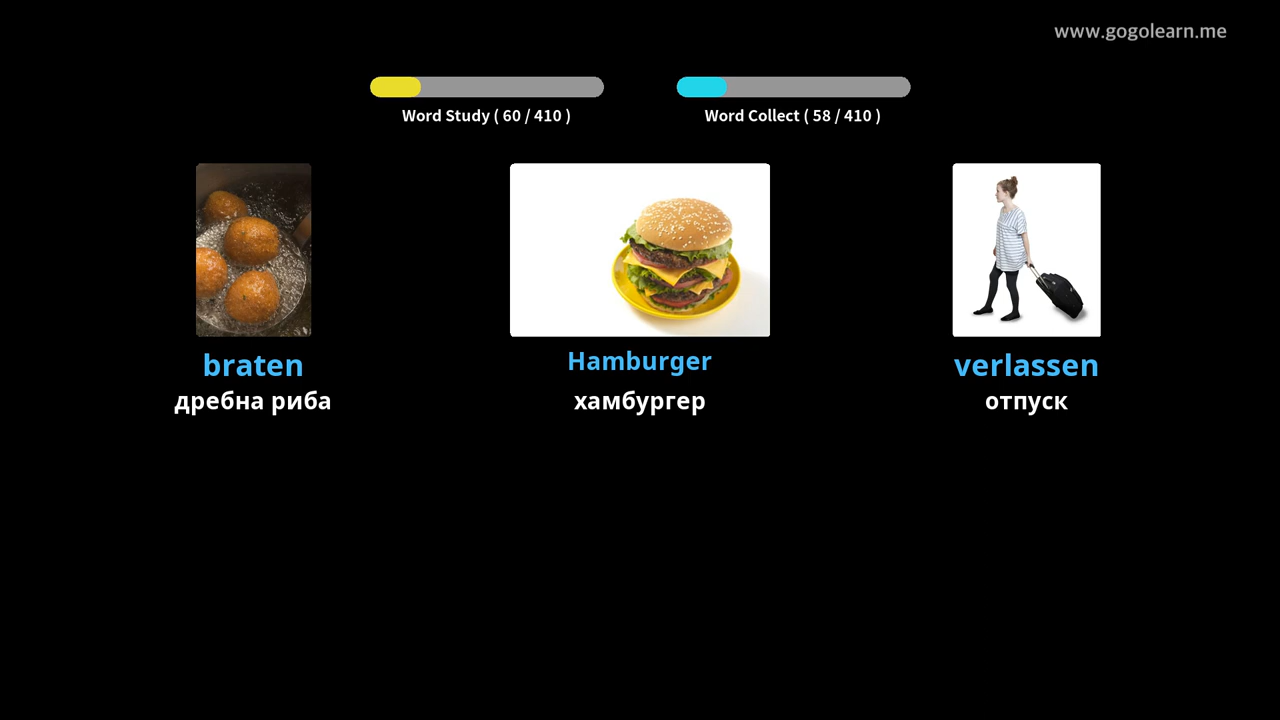 www.gogolearn.me
Word Study ( 60 / 410 )
Word Collect ( 58 / 410 )
braten
дребна риба
Hamburger
хамбургер
verlassen
отпуск